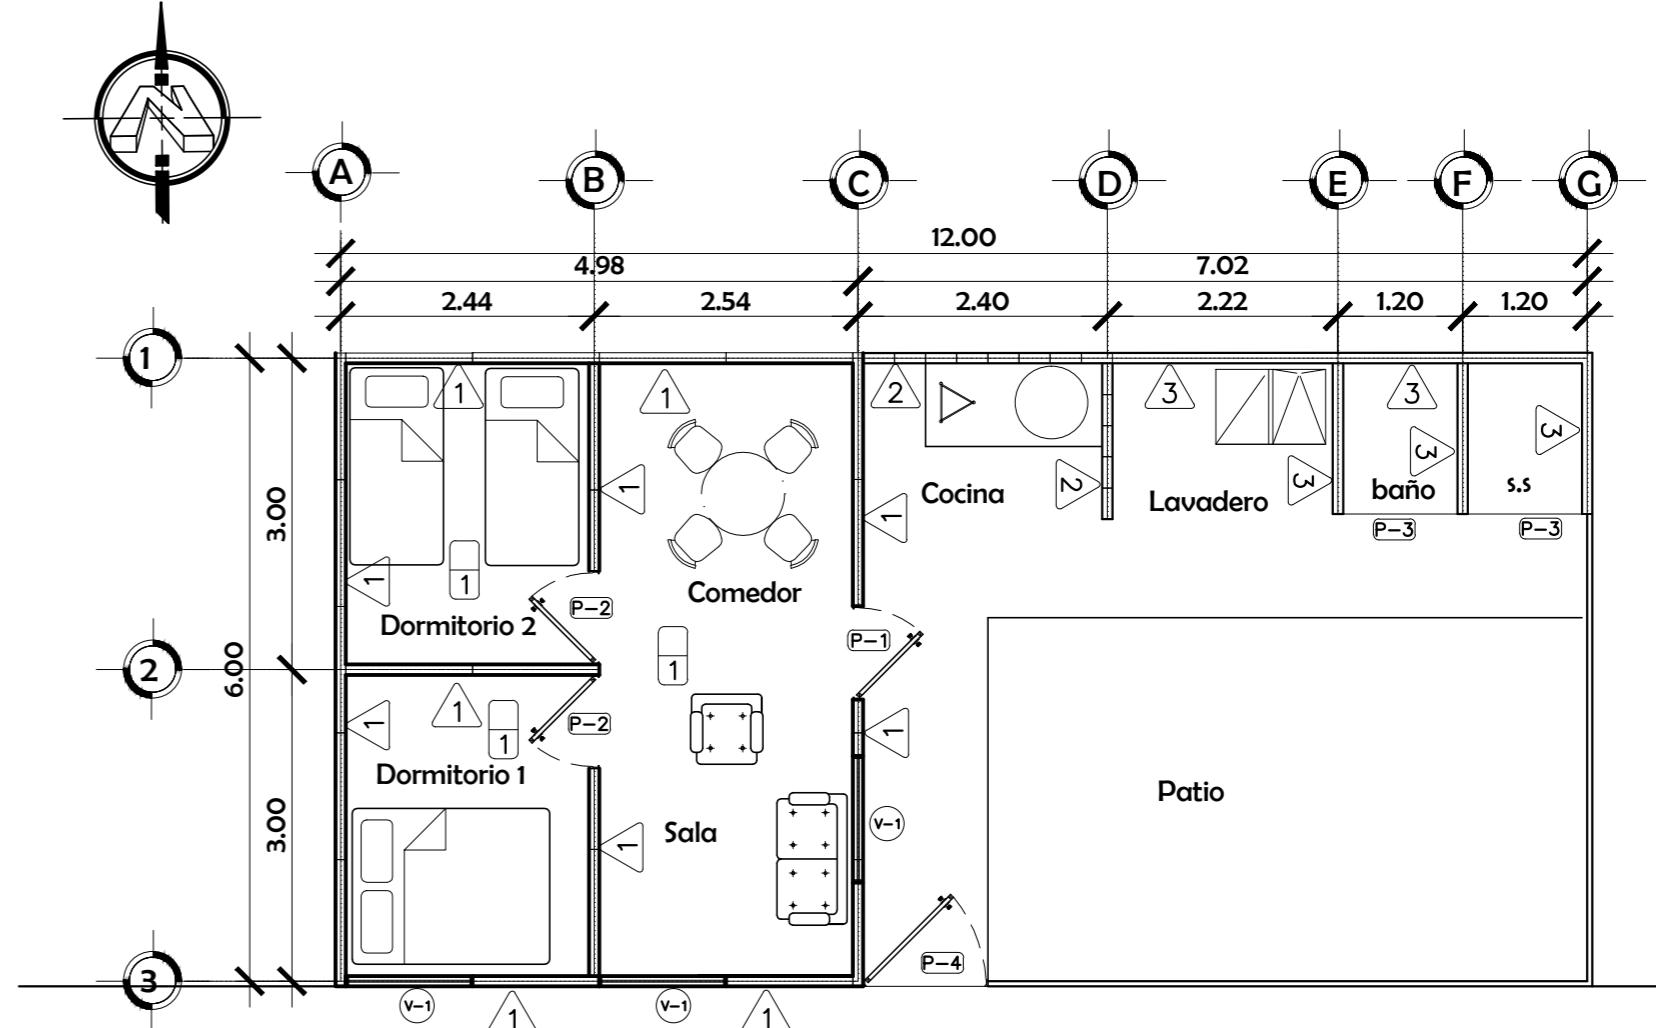 N
A B C D E F G
12.00
4.98 7.02
2.44 2.54 2.40 2.22 1.20 1.20
1
1 1 2 3 3
3
3
1 2 3
1
Cocina Lavadero baño s.s
3.00
1
P-3 P-3
1 1
Comedor
P-2
Dormitorio 2
P-1
2
6.00
1
1 1 1
P-2
1
1
Dormitorio 1
Patio
3.00
Sala
V-1
1
P-4
3
V-1 V-1
1 1